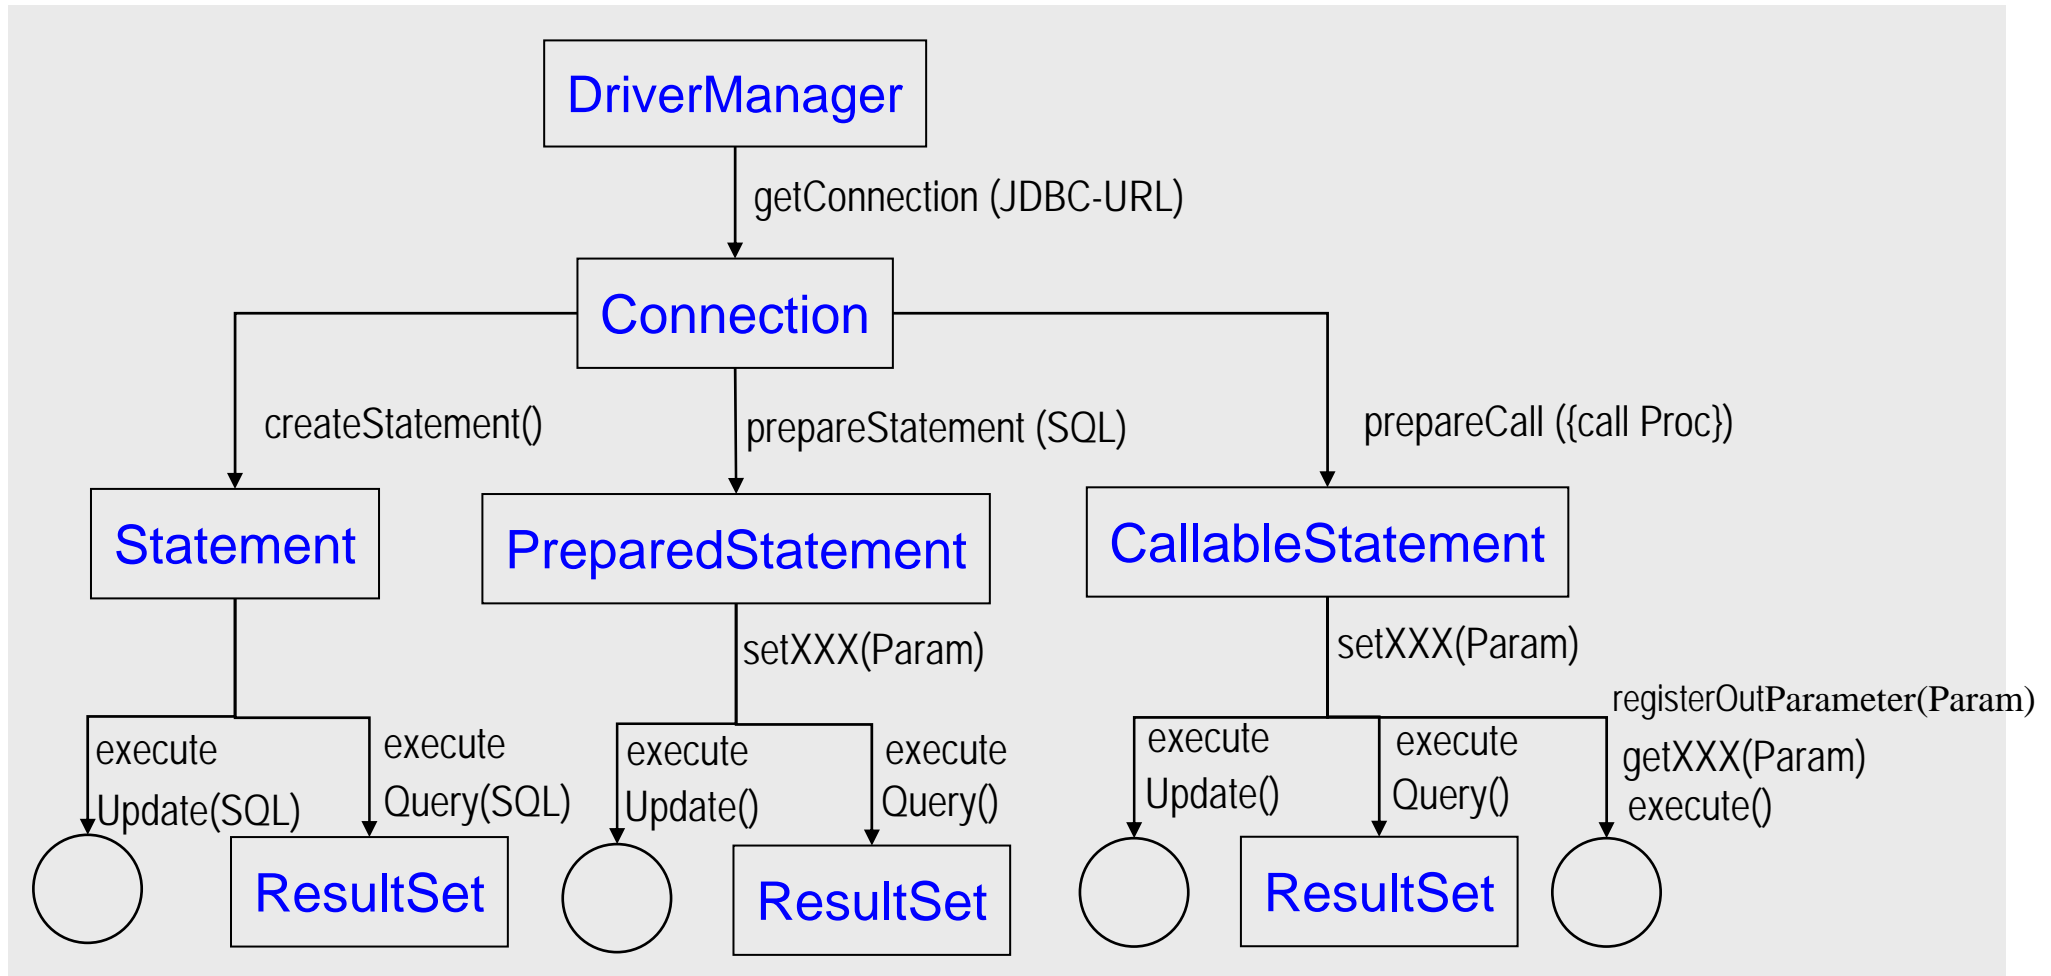 DriverManager
getConnection (JDBC-URL)
Connection
createStatement()
prepareStatement (SQL)
prepareCall ({call Proc})
Statement
PreparedStatement
CallableStatement
setXXX(Param)
setXXX(Param)
registerOutParameter(Param)
execute
Update(SQL)
execute
Query(SQL)
execute
Update()
execute
Query()
execute
Update()
execute
Query()
getXXX(Param)
execute()
ResultSet
ResultSet
ResultSet